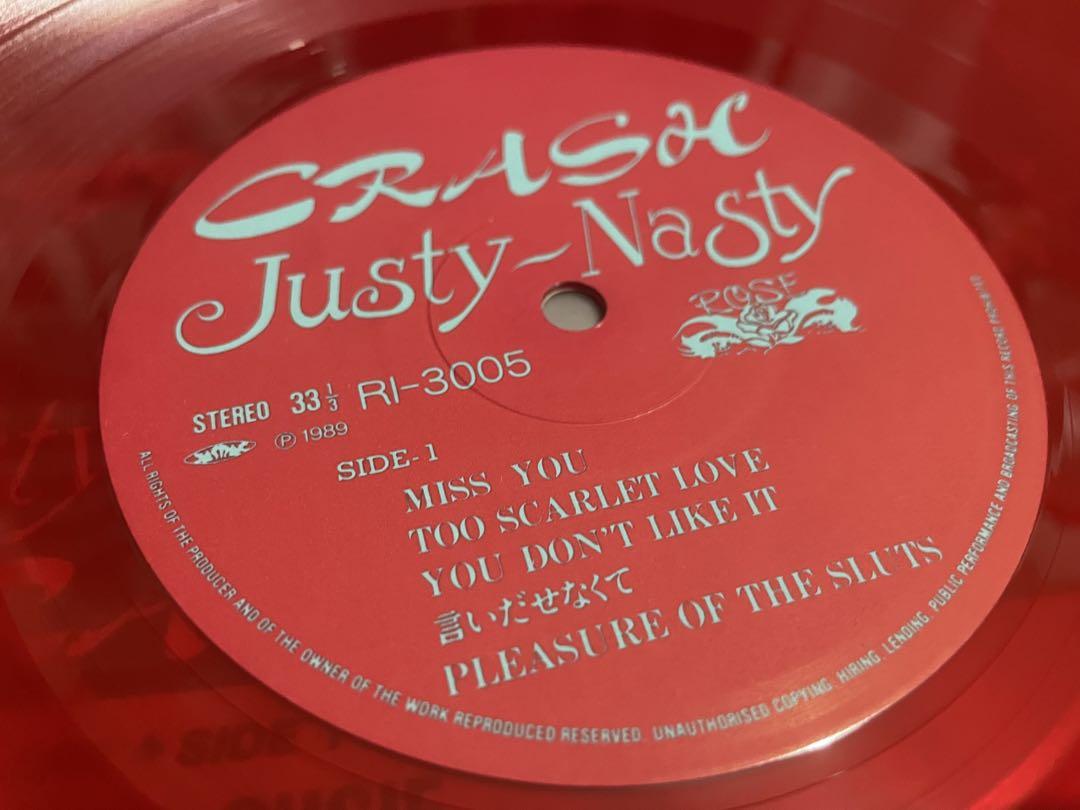 CRASH
Justy-Nasty
ROSE
STEREO 33 1/3 RI-3005
Ⓟ 1989
SIDE-1
MISS YOU
TOO SCARLET LOVE
YOU DON'T LIKE IT
言いだせなくて
PLEASURE OF THE SLUTS
ALL RIGHTS OF THE PRODUCER AND OF THE OWNER OF THE WORK REPRODUCED RESERVED. UNAUTHORISED COPYING, HIRING, LENDING, PUBLIC PERFORMANCE AND BROADCASTING OF THIS RECORD PROHIBITED